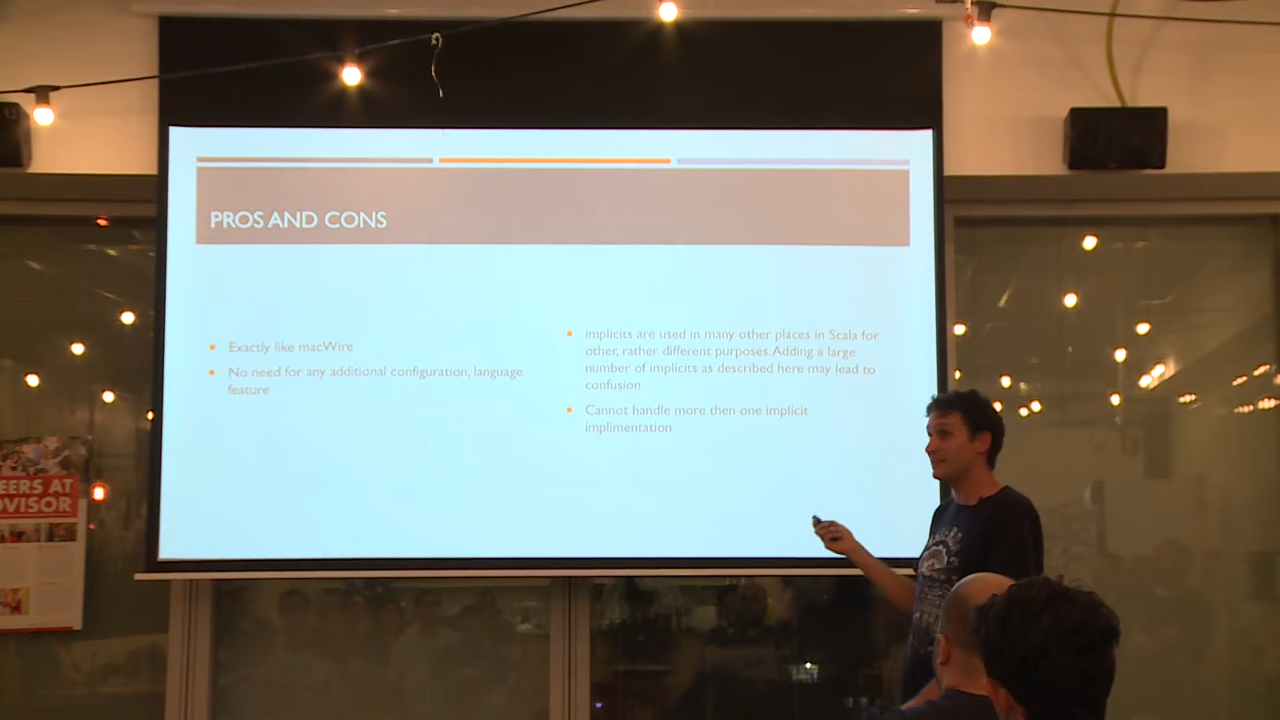 PROS AND CONS
Exactly like macWire
No need for any additional configuration, language
feature
implicits are used in many other places in Scala for
other, rather different purposes. Adding a large
number of implicits as described here may lead to
confusion
Cannot handle more then one implicit
implimentation
EERS AT
VISOR